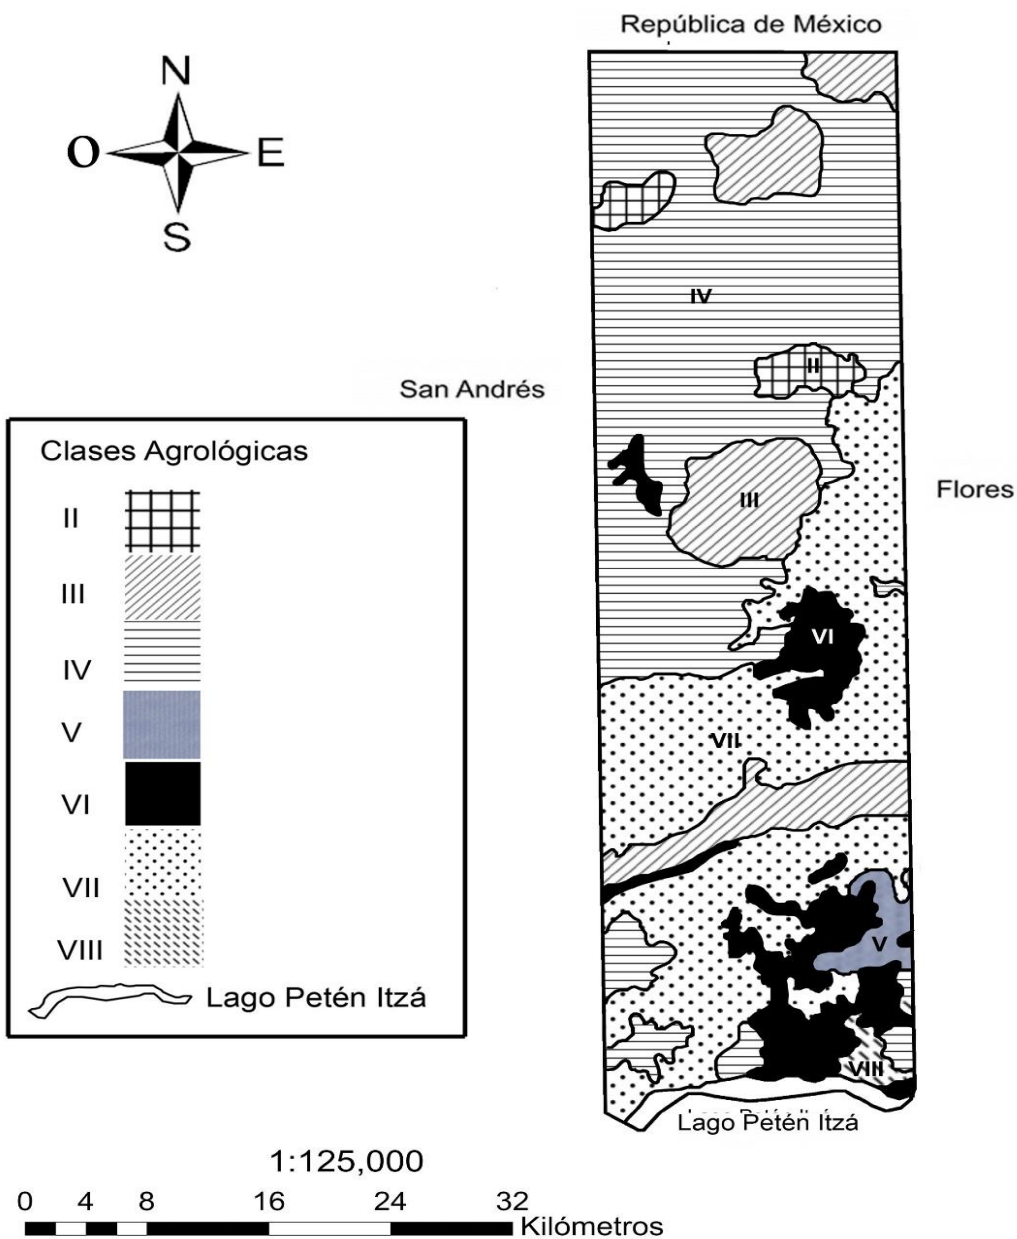 República de México
N
O
E
S
IV
II
San Andrés
Clases Agrológicas
II
III
IV
V
VI
VII
VIII
Lago Petén Itzá
III
Flores
VI
VII
V
VIII
Lago Petén Itzá
1:125,000
0 4 8 16 24 32
Kilómetros